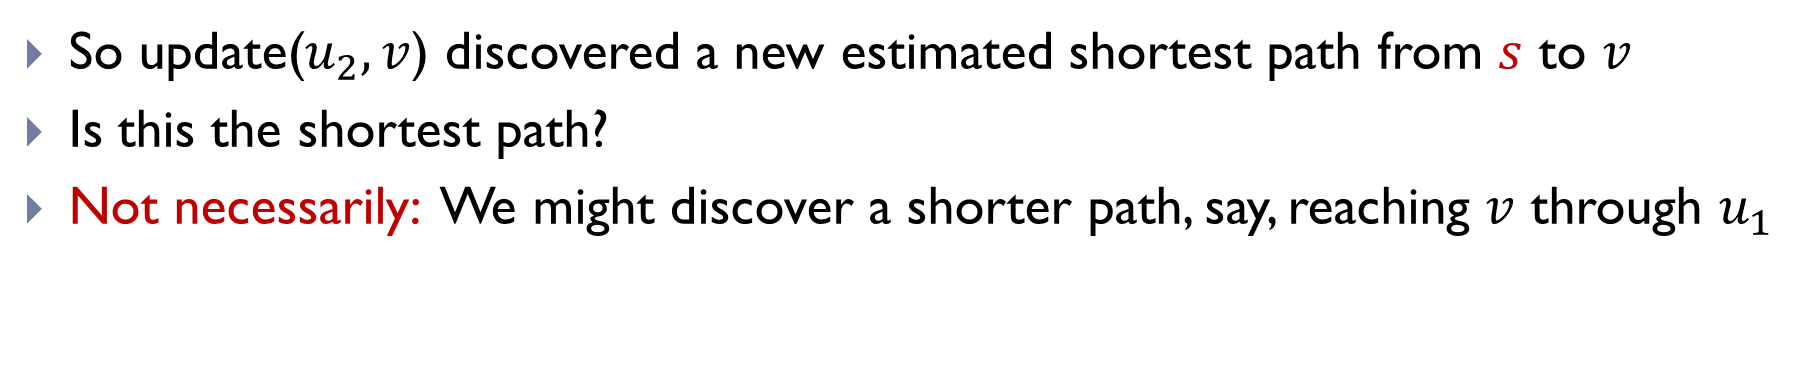 So update(u₂, v) discovered a new estimated shortest path from s to v
Is this the shortest path?
Not necessarily: We might discover a shorter path, say, reaching v through u₁